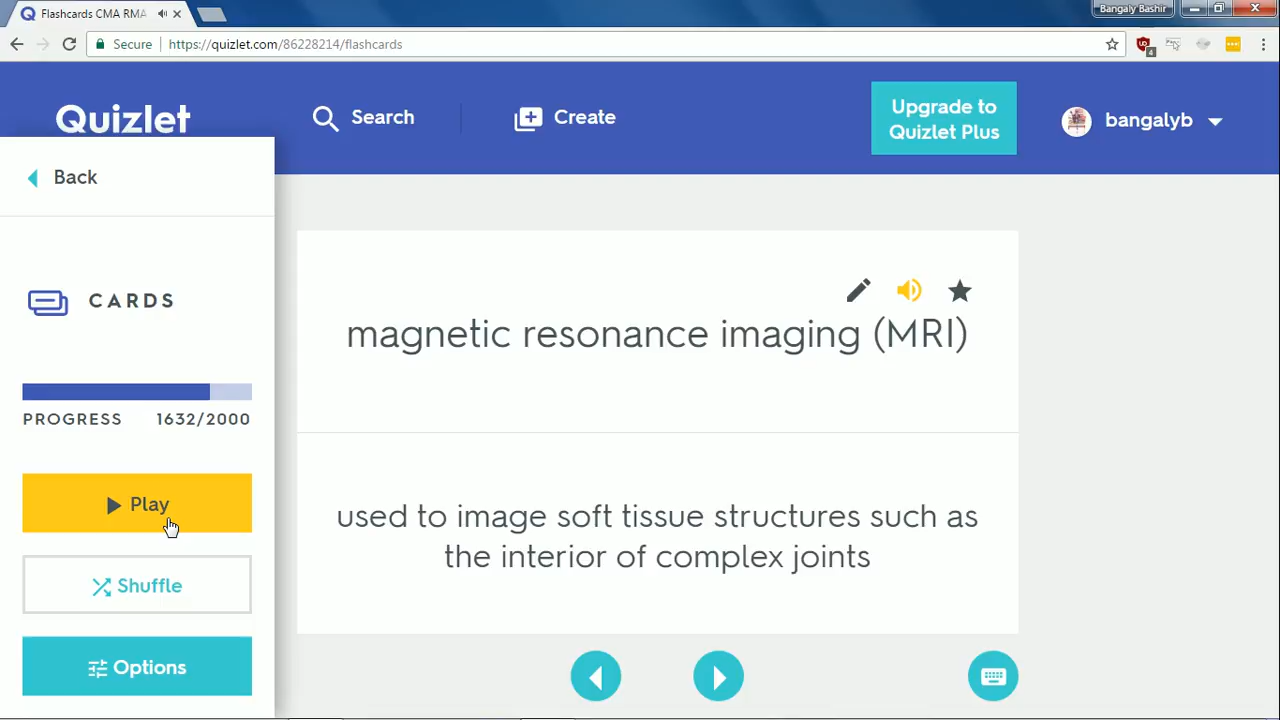 Flashcards CMA RMA
Bangaly Bashir
Secure
https://quizlet.com/86228214/flashcards
4
Quizlet
Search
Create
Upgrade to
Quizlet Plus
bangalyb
Back
CARDS
PROGRESS 1632/2000
Play
Shuffle
Options
magnetic resonance imaging (MRI)
used to image soft tissue structures such as
the interior of complex joints